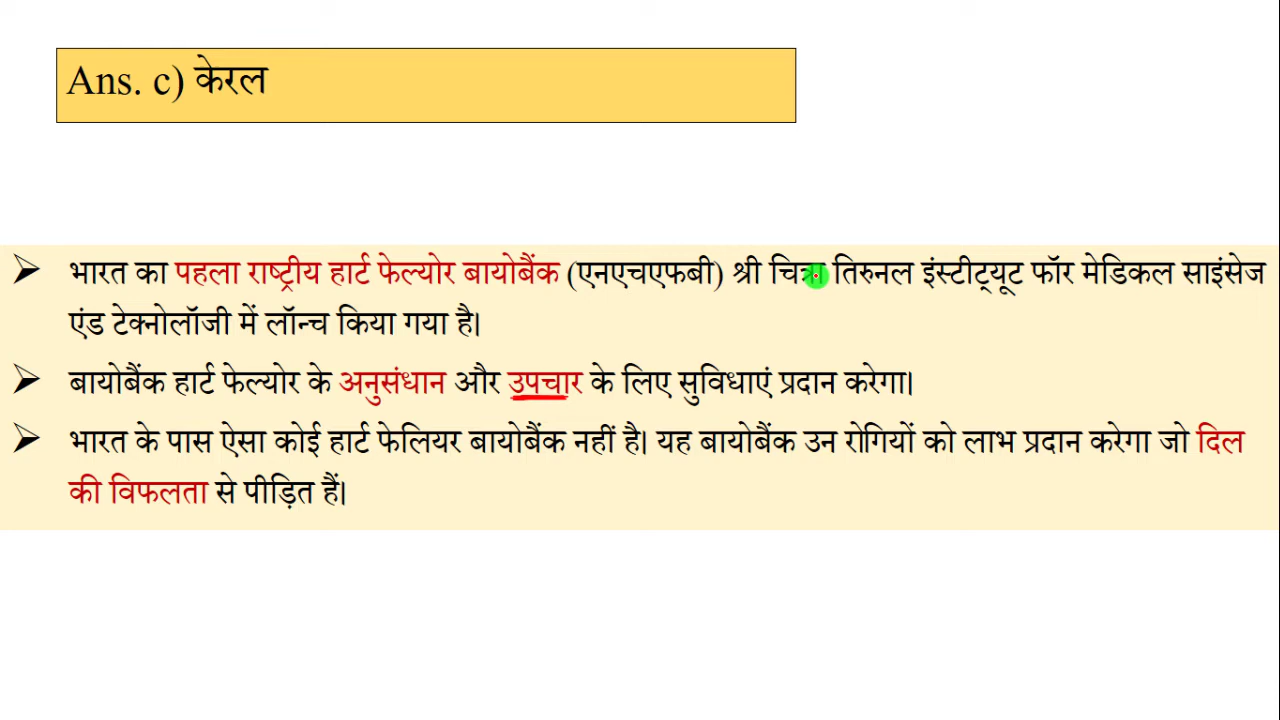 Ans. c) केरल
➢ भारत का पहला राष्ट्रीय हार्ट फेल्योर बायोबैंक (एनएचएफबी) श्री चित्रा तिरुनल इंस्टीट्यूट फॉर मेडिकल साइंसेज
एंड टेक्नोलॉजी में लॉन्च किया गया है।
➢ बायोबैंक हार्ट फेल्योर के अनुसंधान और उपचार के लिए सुविधाएं प्रदान करेगा।
➢ भारत के पास ऐसा कोई हार्ट फेलियर बायोबैंक नहीं है। यह बायोबैंक उन रोगियों को लाभ प्रदान करेगा जो दिल
की विफलता से पीड़ित हैं।